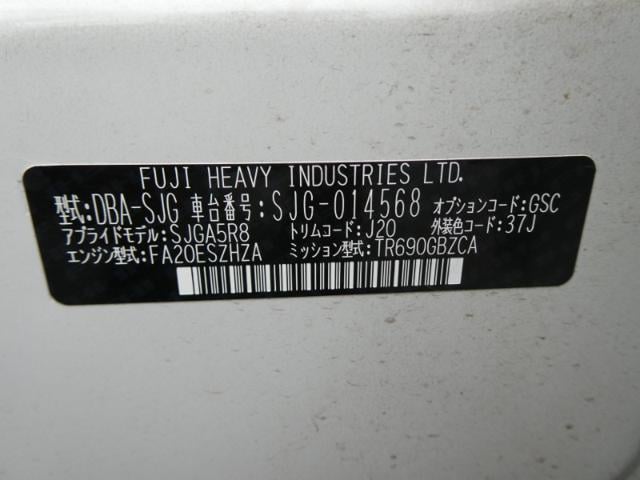 FUJI HEAVY INDUSTRIES LTD.
型式:DBA-SJG 車台番号:SJG-014568 オプションコード:GSC
アプライドモデル:SJGA5R8 トリムコード:J20 外装色コード:37J
エンジン型式:FA20ESZHZA ミッション型式:TR690GBZCA